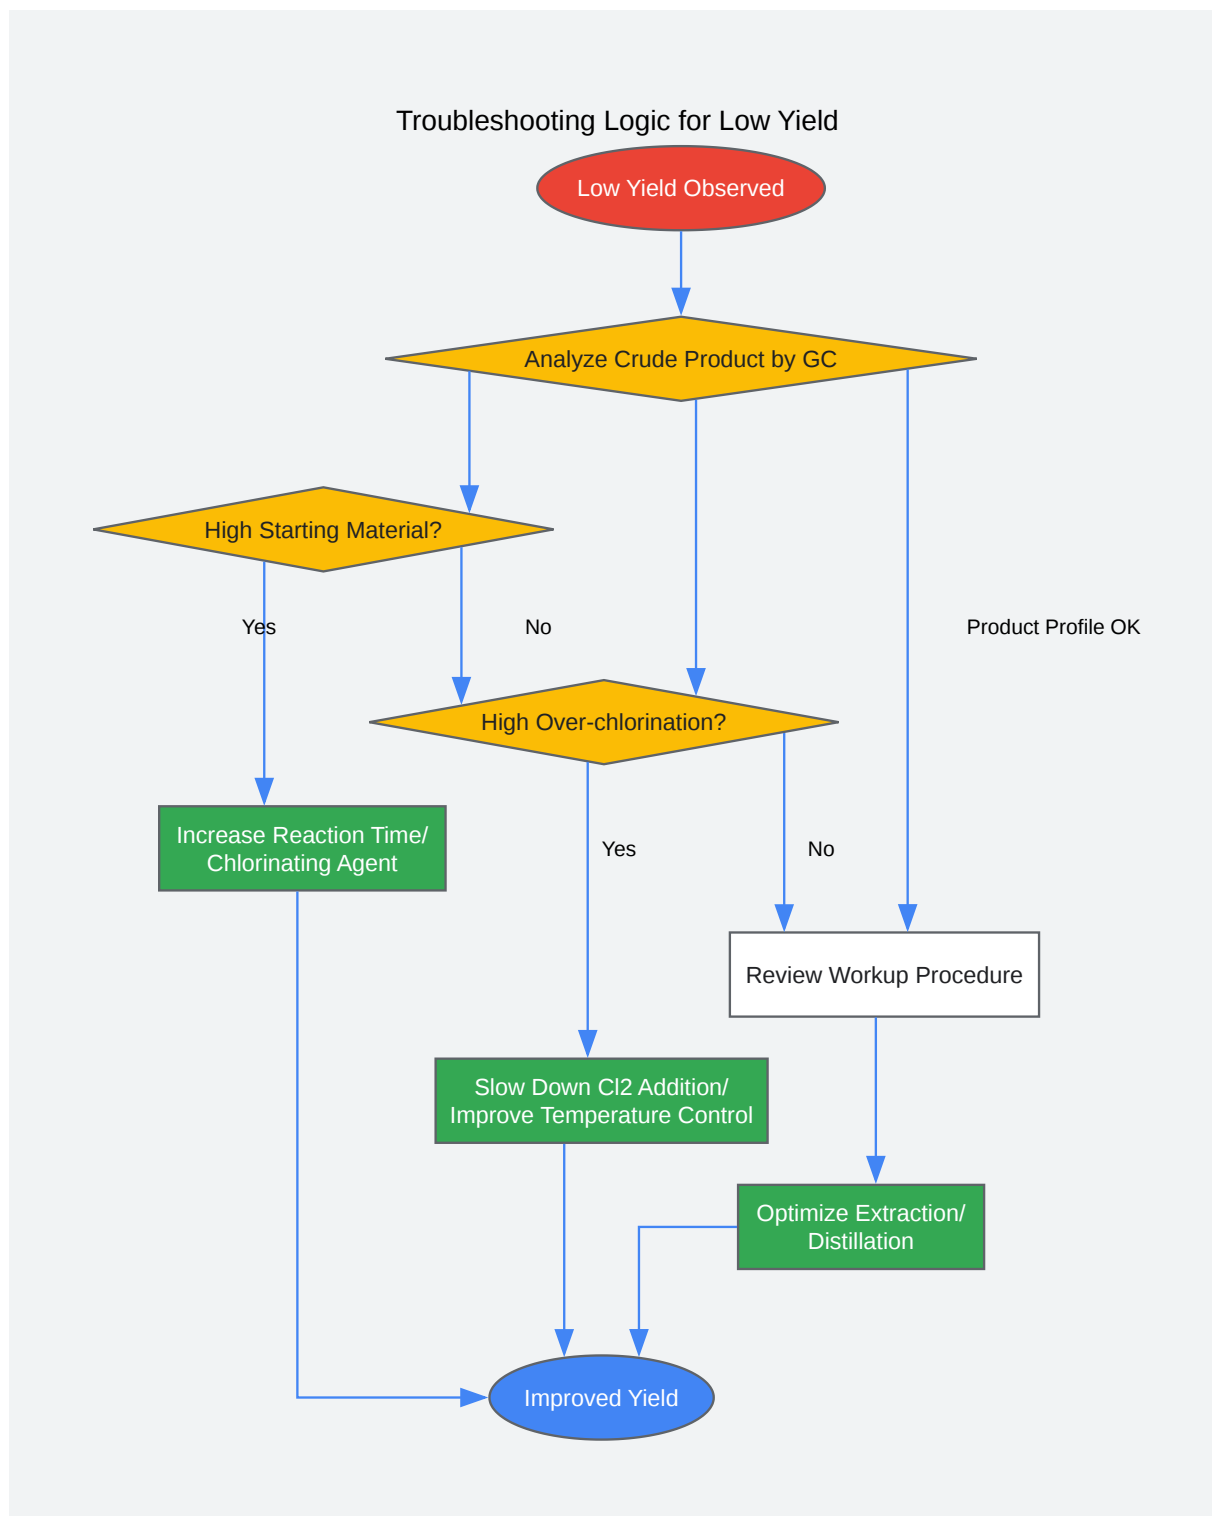 Troubleshooting Logic for Low Yield
Low Yield Observed
Analyze Crude Product by GC
High Starting Material?
Yes
No
Product Profile OK
High Over-chlorination?
Increase Reaction Time/
Chlorinating Agent
Yes
No
Review Workup Procedure
Slow Down Cl2 Addition/
Improve Temperature Control
Optimize Extraction/
Distillation
Improved Yield